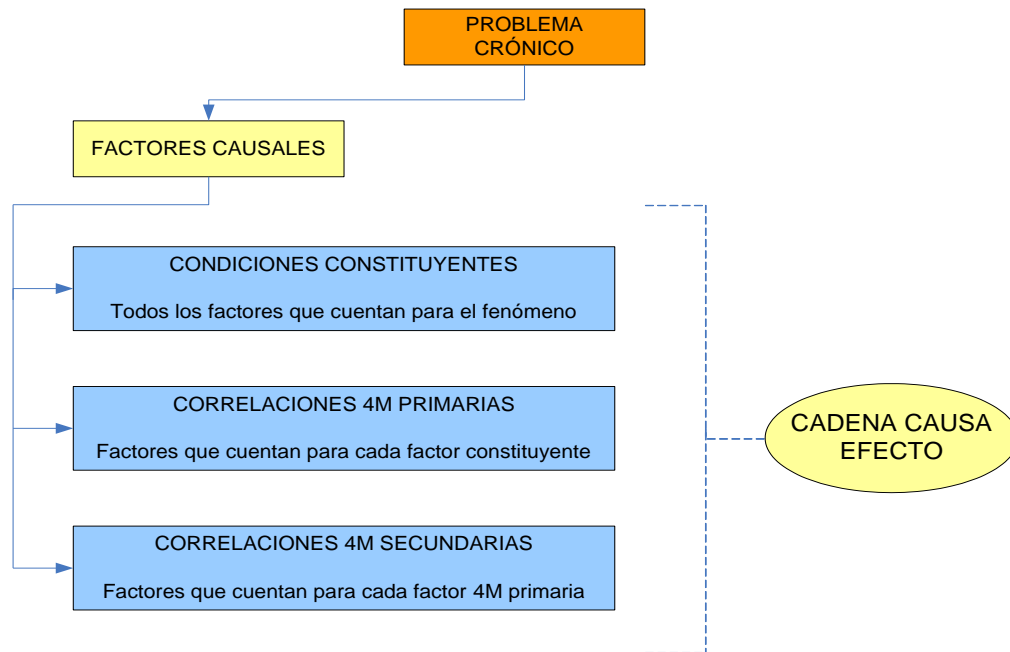 PROBLEMA
CRÓNICO
FACTORES CAUSALES
CONDICIONES CONSTITUYENTES
Todos los factores que cuentan para el fenómeno
CORRELACIONES 4M PRIMARIAS
Factores que cuentan para cada factor constituyente
CADENA CAUSA
EFECTO
CORRELACIONES 4M SECUNDARIAS
Factores que cuentan para cada factor 4M primaria